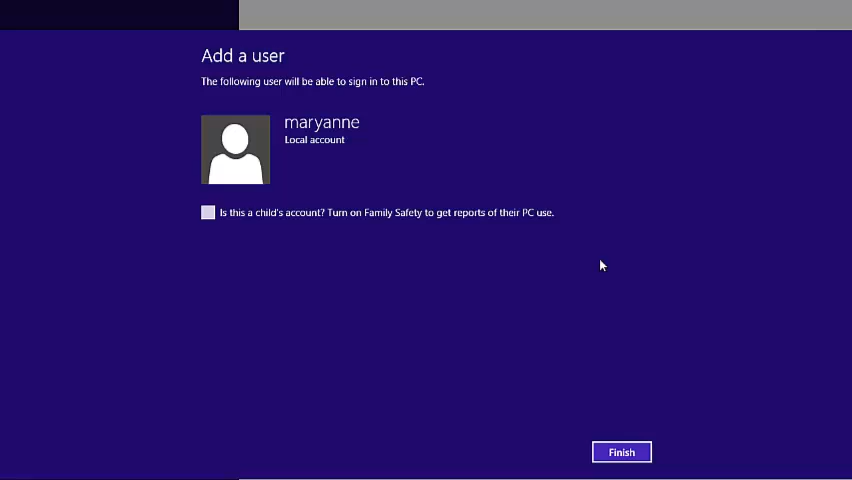 Add a user
The following user will be able to sign in to this PC.
maryanne
Local account
Is this a child's account? Turn on Family Safety to get reports of their PC use.
Finish